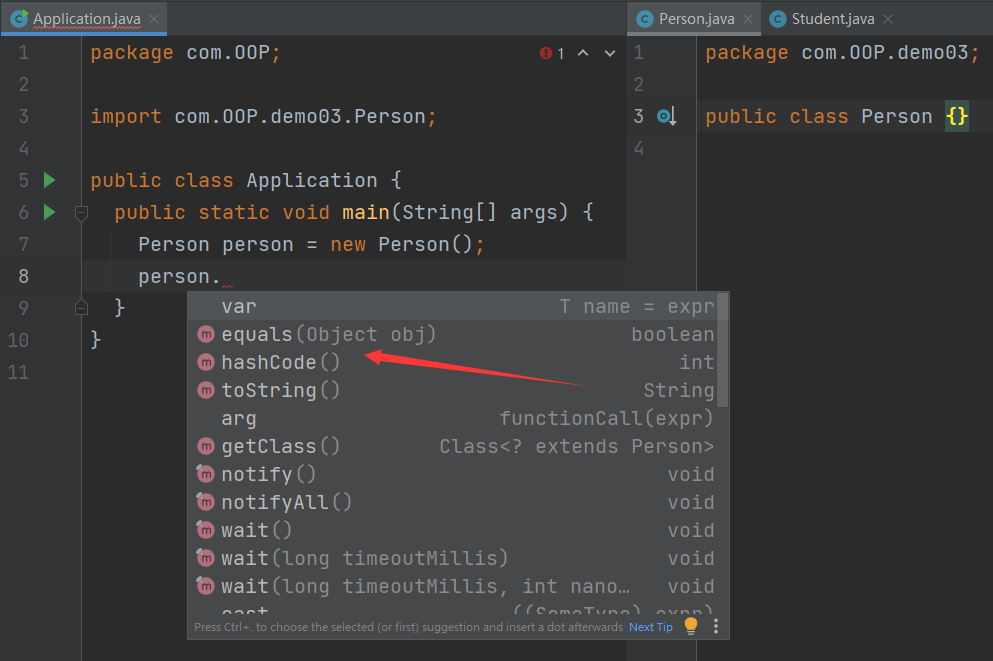 Application.java
1 package com.OOP;
1
2
3 import com.OOP.demo03.Person;
4
5 public class Application {
6 public static void main(String[] args) {
7 Person person = new Person();
8 person.
9 }
10 }
11
var T name = expr
m equals(Object obj) boolean
m hashCode() int
m toString() String
arg functionCall(expr)
m getClass() Class<? extends Person>
m notify() void
m notifyAll() void
m wait() void
m wait(long timeoutMillis) void
m wait(long timeoutMillis, int nano… void
cast ((SomeType) expr)
Press Ctrl+. to choose the selected (or first) suggestion and insert a dot afterwards Next Tip
Person.java Student.java
1 package com.OOP.demo03;
2
3 public class Person {}
4